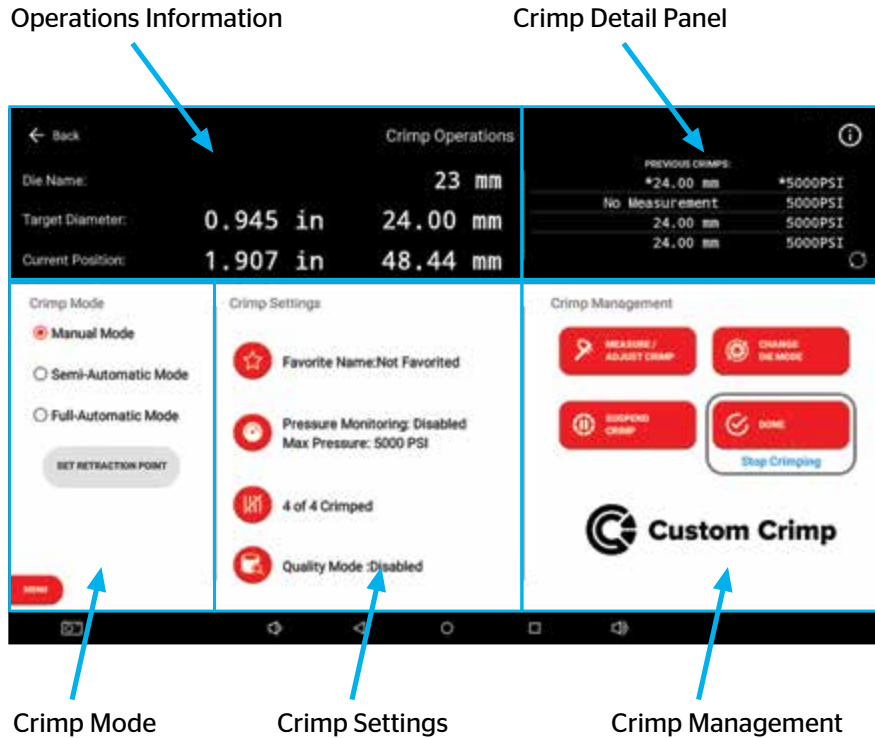 Operations Information
Crimp Detail Panel
Back
Crimp Operations
Die Name:
23 mm
Target Diameter:
0.945 in
24.00 mm
Current Position:
1.907 in
48.44 mm
PREVIOUS CRIMPS:
*24.00 mm *5000PSI
No Measurement 5000PSI
24.00 mm 5000PSI
24.00 mm 5000PSI
Crimp Mode
Manual Mode
Semi-Automatic Mode
Full-Automatic Mode
SET RETRACTION POINT
MENU
Crimp Settings
Favorite Name:Not Favorited
Pressure Monitoring: Disabled
Max Pressure: 5000 PSI
4 of 4 Crimped
Quality Mode :Disabled
Crimp Management
MEASURE /
ADJUST CRIMP
CHANGE
DIE MODE
SUSPEND
CRIMP
DONE
Stop Crimping
Custom Crimp
Crimp Mode
Crimp Settings
Crimp Management